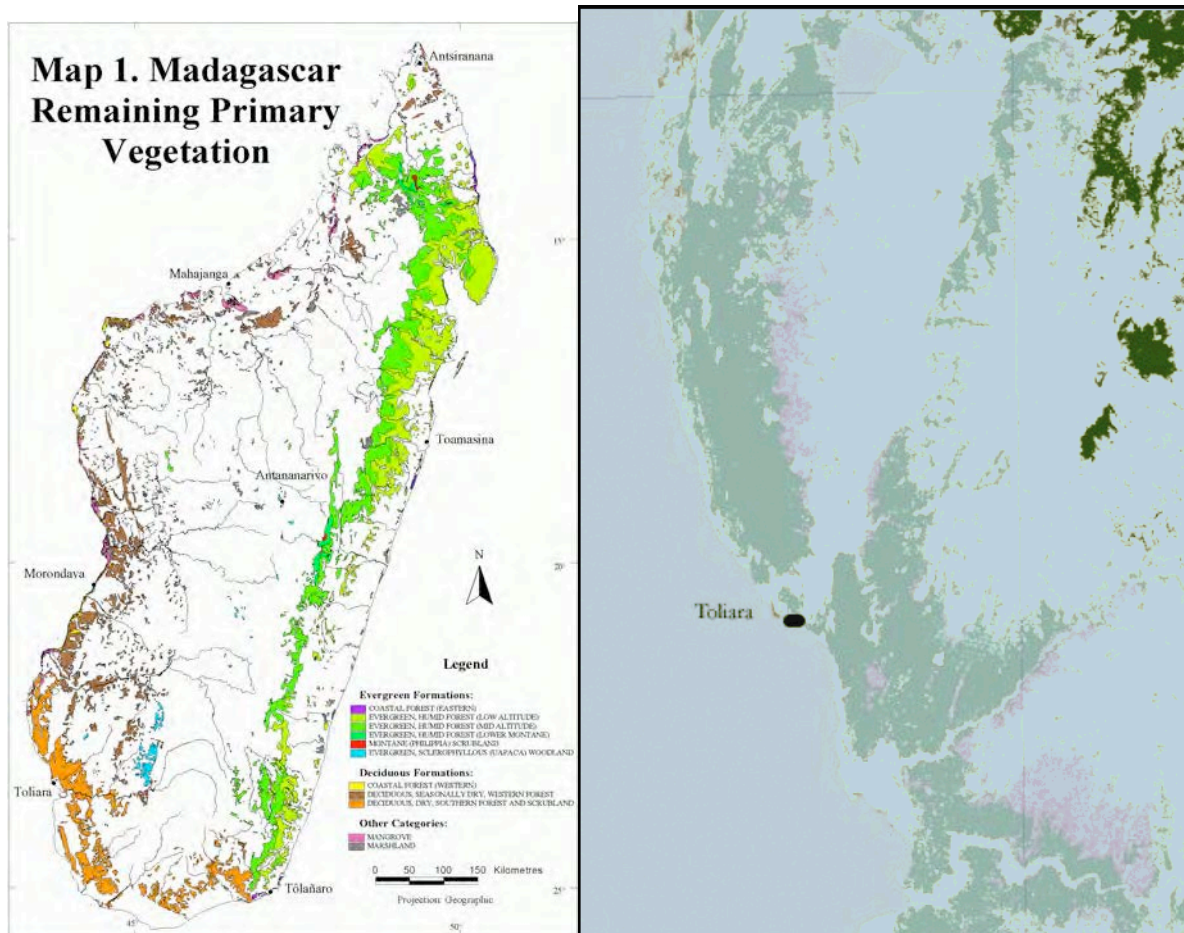 Map 1. Madagascar
Remaining Primary
Vegetation
Antsiranana
15°
Mahajanga
Toamasina
Antananarivo
N
Morondava
20°
Legend
Evergreen Formations:
COASTAL FOREST (EASTERN)
EVERGREEN, HUMID FOREST (LOW ALTITUDE)
EVERGREEN, HUMID FOREST (MID ALTITUDE)
EVERGREEN, HUMID FOREST (LOWER MONTANE)
MONTANE (PHILIPPIA) SCRUBLAND
EVERGREEN, SCLEROPHYLLOUS (UAPACA) WOODLAND
Deciduous Formations:
COASTAL FOREST (WESTERN)
DECIDUOUS, SEASONALLY DRY, WESTERN FOREST
DECIDUOUS, DRY, SOUTHERN FOREST AND SCRUBLAND
Toliara
Other Categories:
MANGROVE
MARSHLAND
0 50 100 150 Kilometres
Projection: Geographic
Tôlañaro
25°
45
50
Toliara